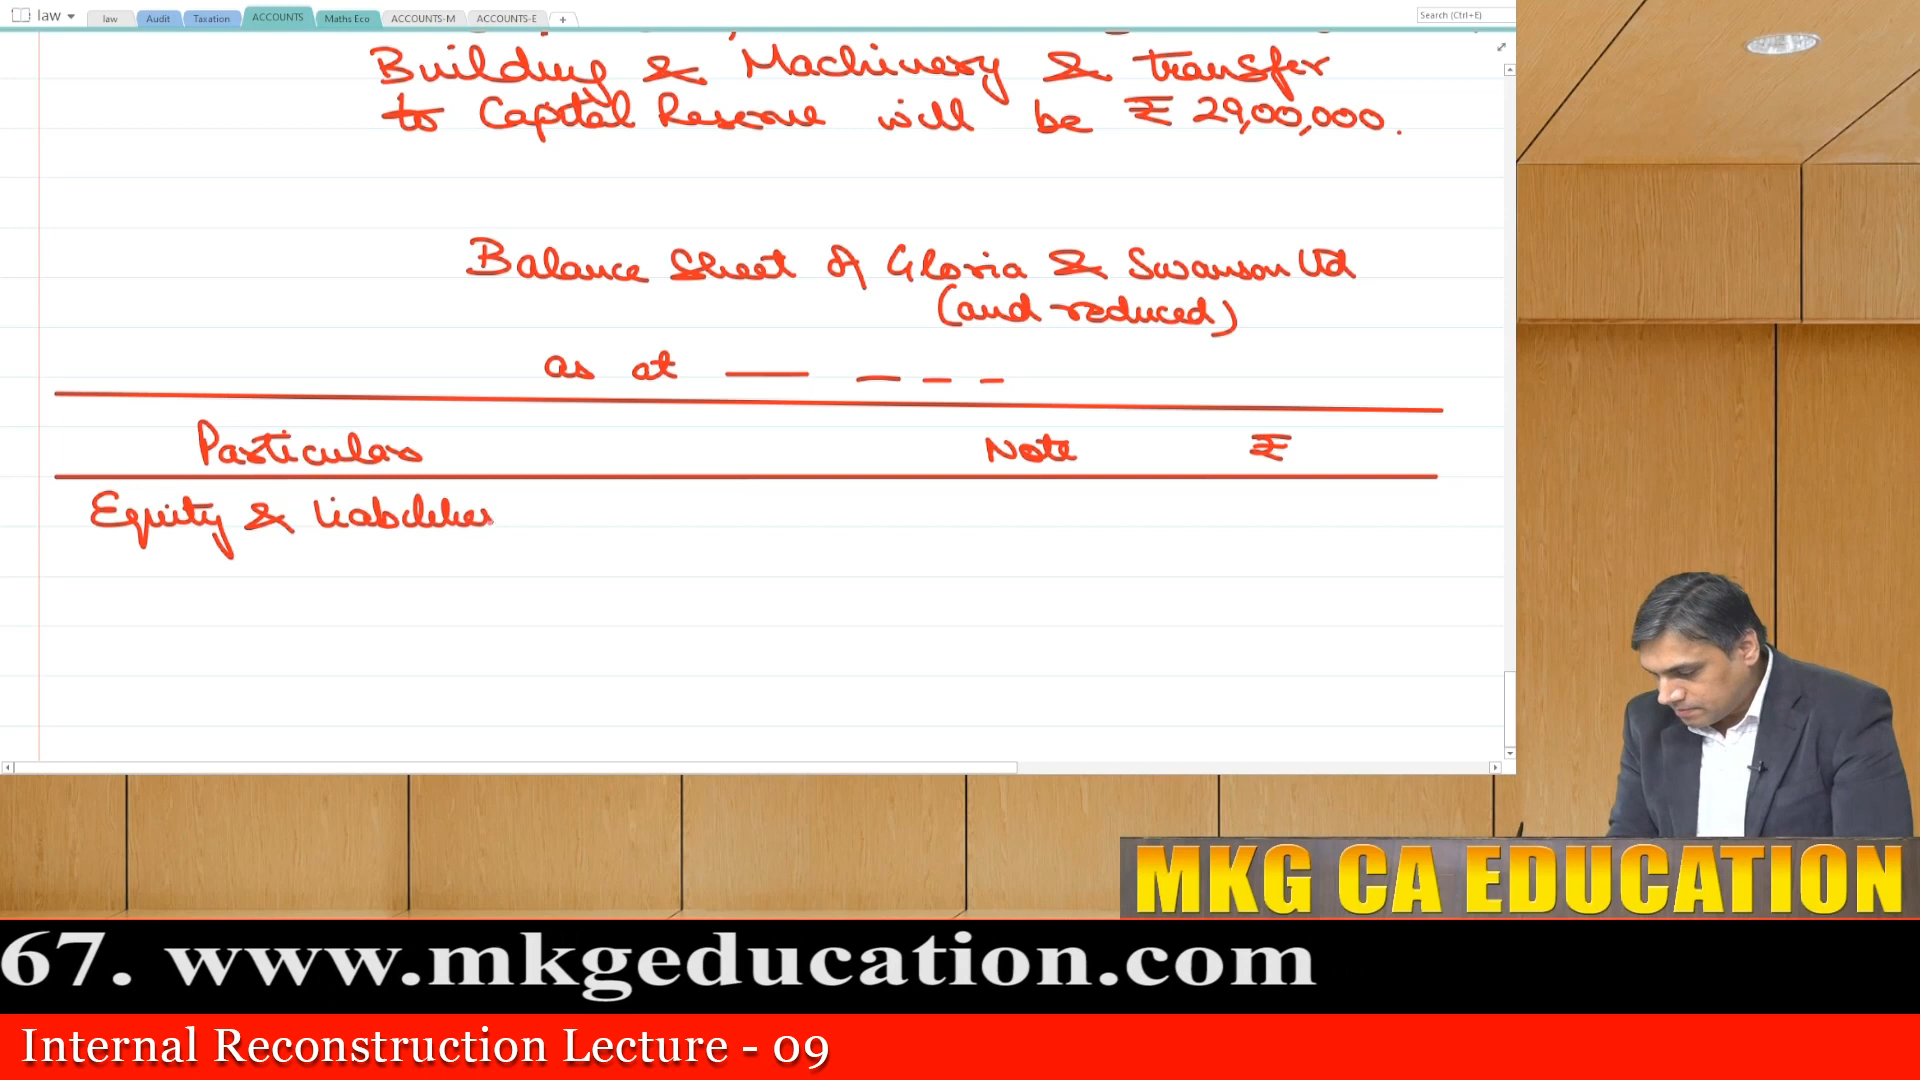 law
law Audit Taxation ACCOUNTS Maths Eco ACCOUNTS-M ACCOUNTS-E +
Search (Ctrl+E)
Building & Machinery & transfer
to Capital Reserve will be ₹ 29,00,000.
Balance Sheet of Gloria & Swanson Ltd
(and reduced)
as at
Particulars Note ₹
Equity & Liabilities
MKG CA EDUCATION
67. www.mkgeducation.com
Internal Reconstruction Lecture - 09